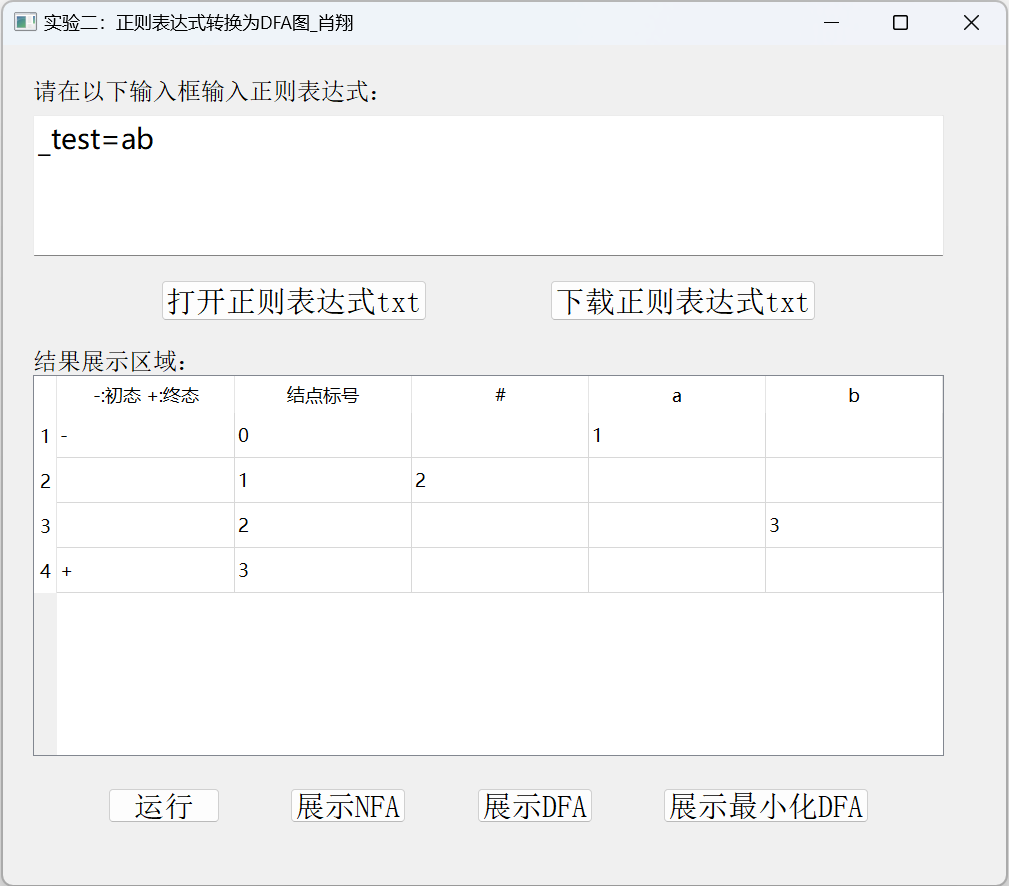 实验二：正则表达式转换为DFA图_肖翔
请在以下输入框输入正则表达式：
_test=ab
打开正则表达式txt 下载正则表达式txt
结果展示区域：
-:初态 +:终态 结点标号 # a b
1 - 0 1
2 1 2
3 2 3
4 + 3
运行 展示NFA 展示DFA 展示最小化DFA